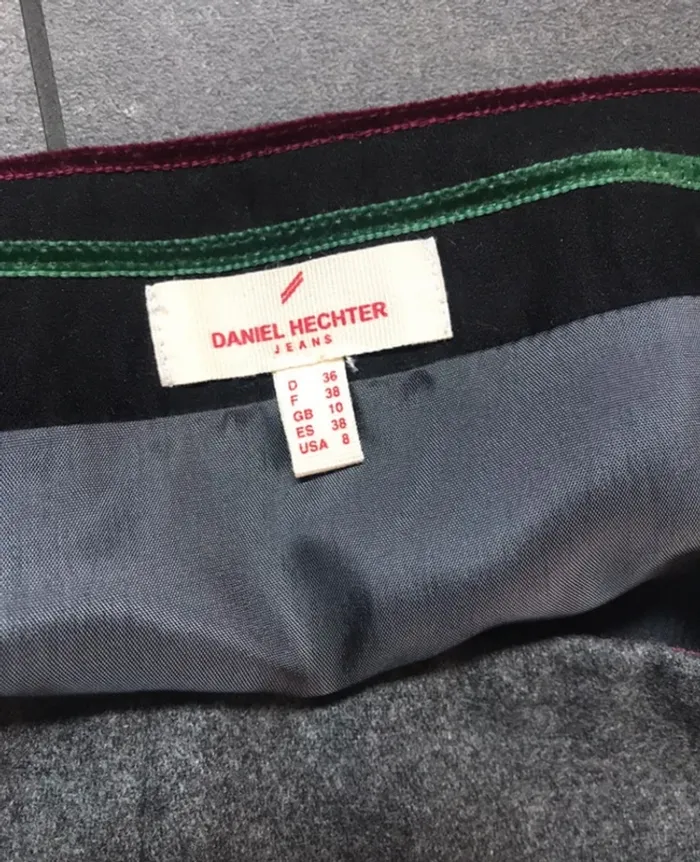 DANIEL HECHTER
JEANS
D 36
F 38
GB 10
ES 38
USA 8